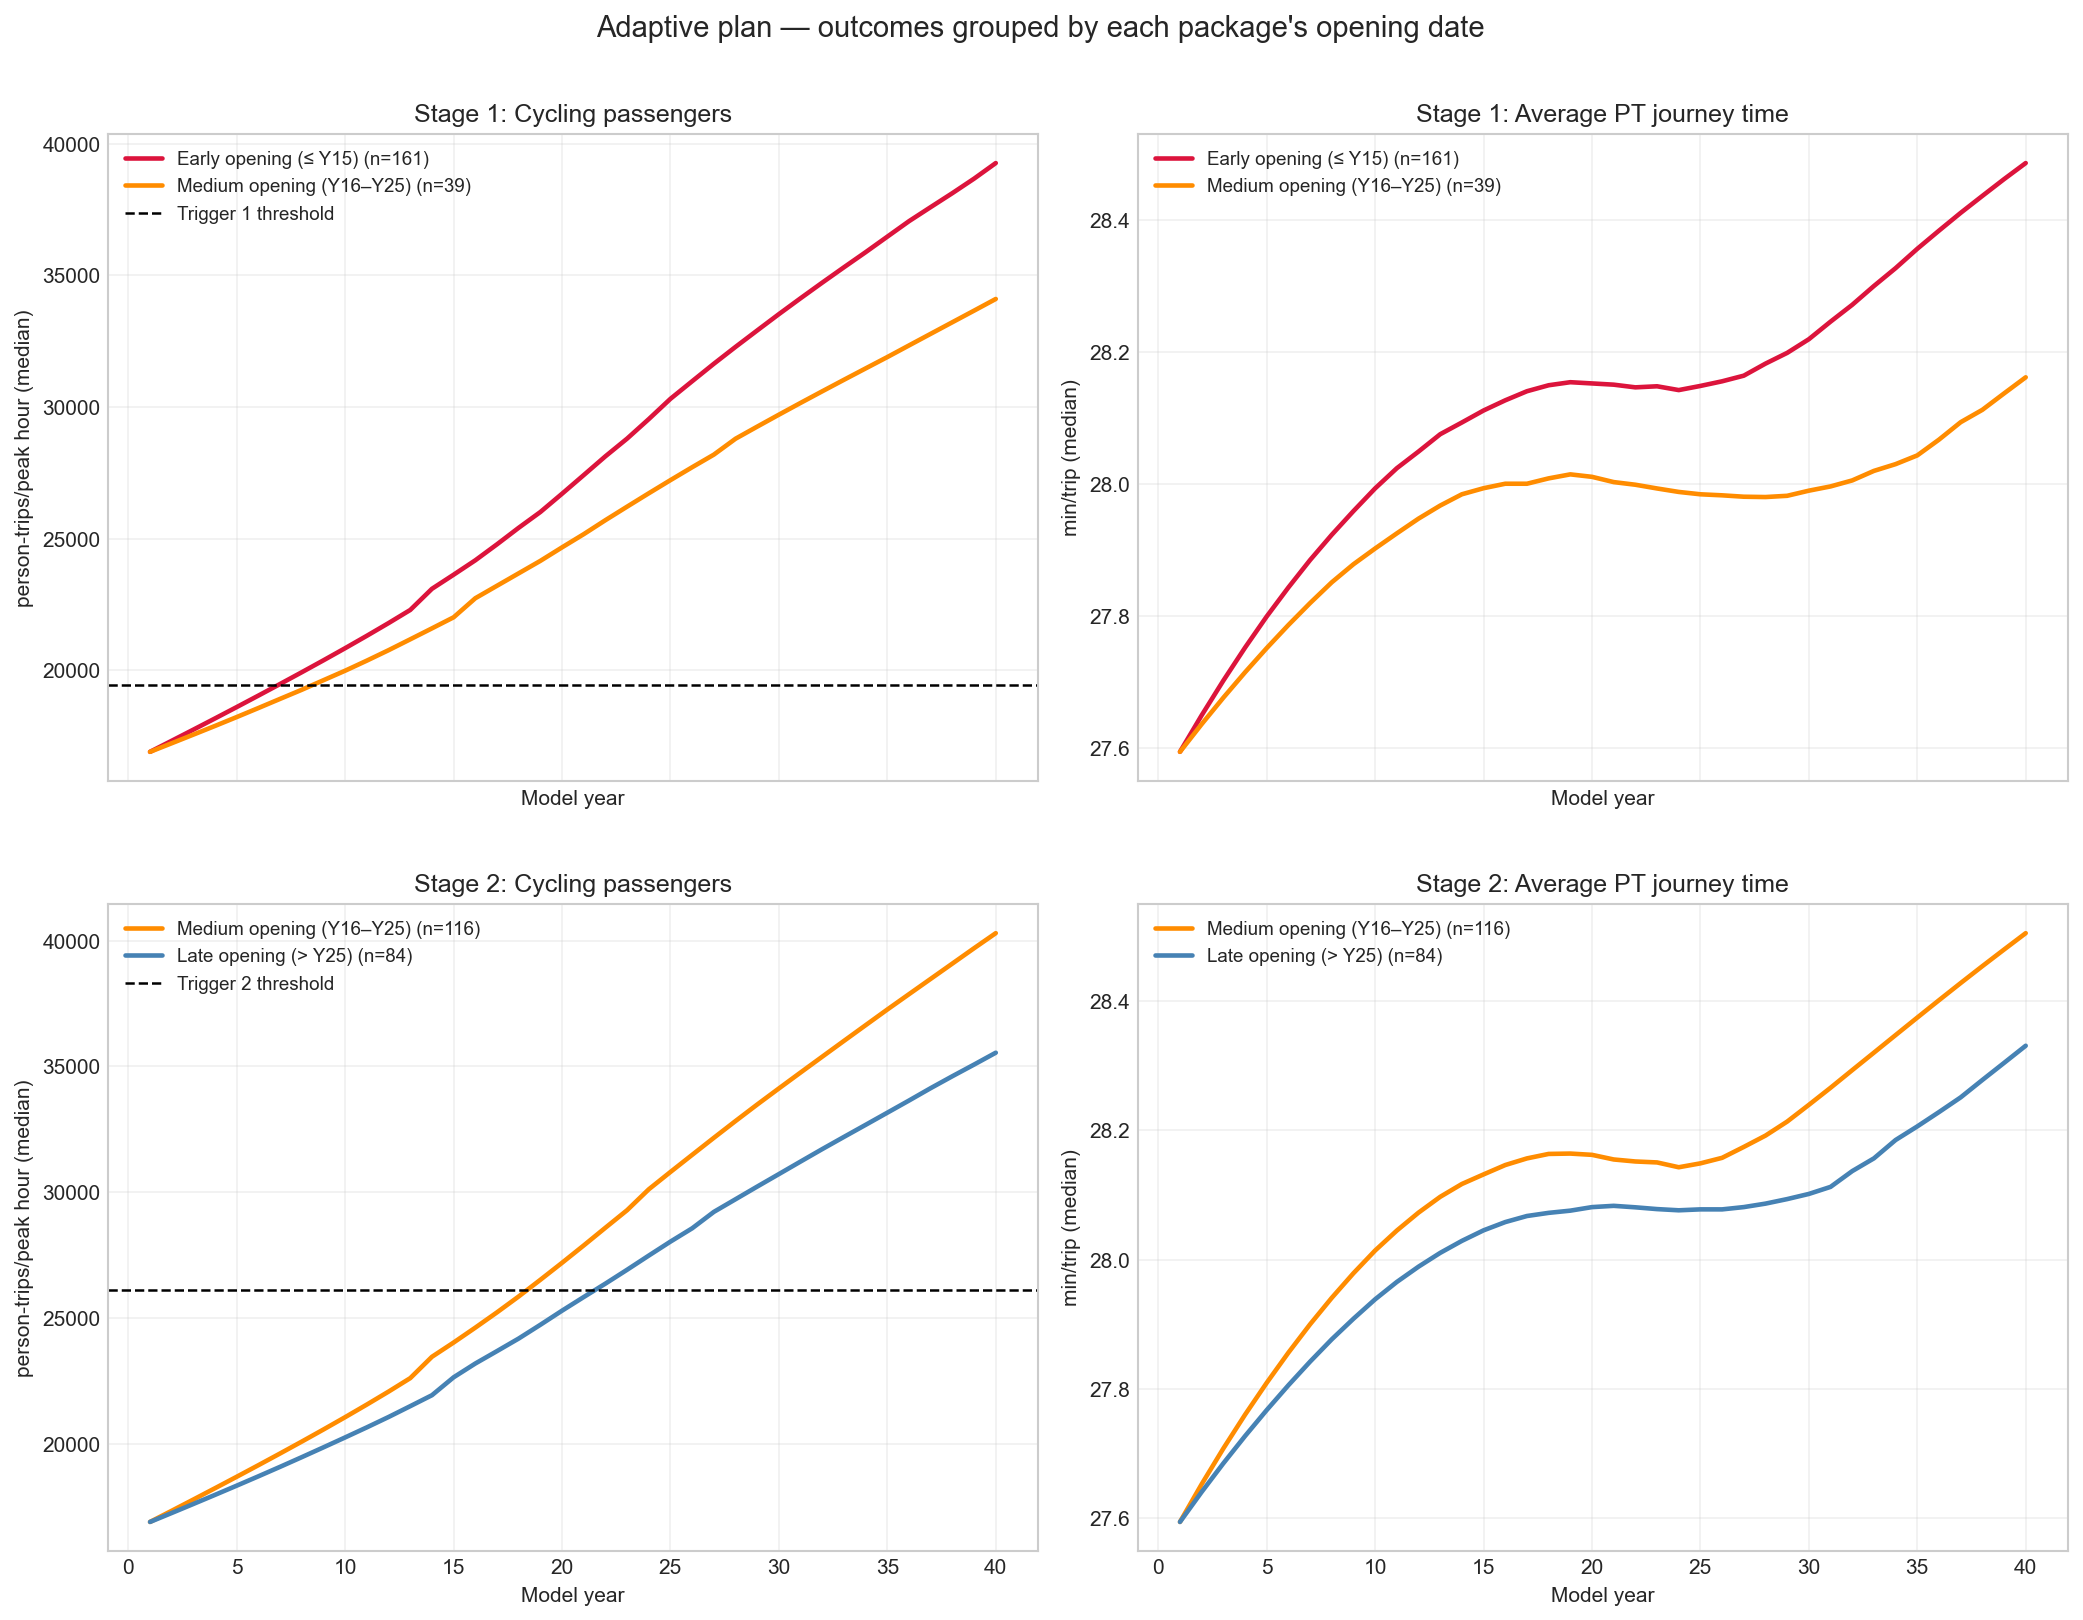 Adaptive plan — outcomes grouped by each package's opening date
Stage 1: Cycling passengers
person-trips/peak hour (median)
40000
35000
30000
25000
20000
Early opening (≤ Y15) (n=161)
Medium opening (Y16–Y25) (n=39)
Trigger 1 threshold
Model year
Stage 1: Average PT journey time
min/trip (median)
28.4
28.2
28.0
27.8
27.6
Early opening (≤ Y15) (n=161)
Medium opening (Y16–Y25) (n=39)
Model year
Stage 2: Cycling passengers
person-trips/peak hour (median)
40000
35000
30000
25000
20000
Medium opening (Y16–Y25) (n=116)
Late opening (> Y25) (n=84)
Trigger 2 threshold
0 5 10 15 20 25 30 35 40
Model year
Stage 2: Average PT journey time
min/trip (median)
28.4
28.2
28.0
27.8
27.6
Medium opening (Y16–Y25) (n=116)
Late opening (> Y25) (n=84)
0 5 10 15 20 25 30 35 40
Model year